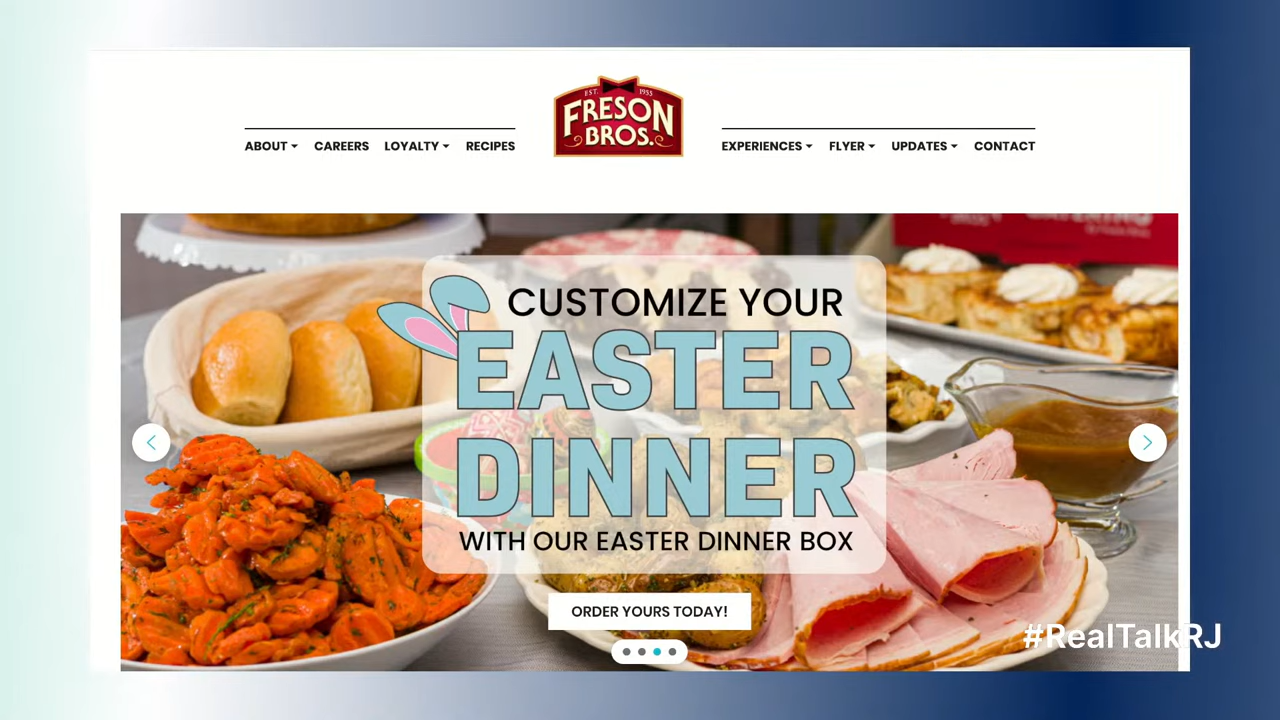 EST. 1955
FRESON
BROS.
ABOUT CAREERS LOYALTY RECIPES
EXPERIENCES FLYER UPDATES CONTACT
CATERING
CUSTOMIZE YOUR
EASTER
DINNER
WITH OUR EASTER DINNER BOX
ORDER YOURS TODAY!
#RealTalkRJ